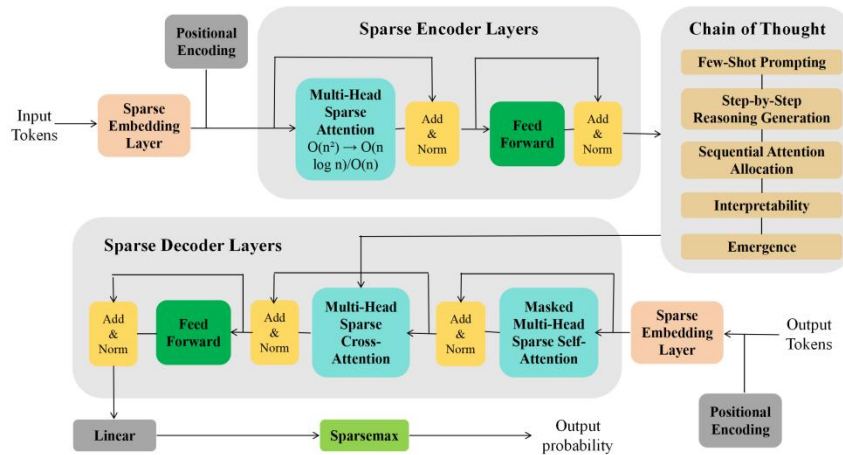 Positional
Encoding
Sparse Encoder Layers
Chain of Thought
Few-Shot Prompting
Input
Tokens
Sparse
Embedding
Layer
Multi-Head
Sparse
Attention
O(n²) → O(n
log n)/O(n)
Add
&
Norm
Feed
Forward
Add
&
Norm
Step-by-Step
Reasoning Generation
Sequential Attention
Allocation
Interpretability
Emergence
Sparse Decoder Layers
Add
&
Norm
Feed
Forward
Add
&
Norm
Multi-Head
Sparse
Cross-
Attention
Add
&
Norm
Masked
Multi-Head
Sparse Self-
Attention
Sparse
Embedding
Layer
Output
Tokens
Positional
Encoding
Linear
Sparsemax
Output
probability